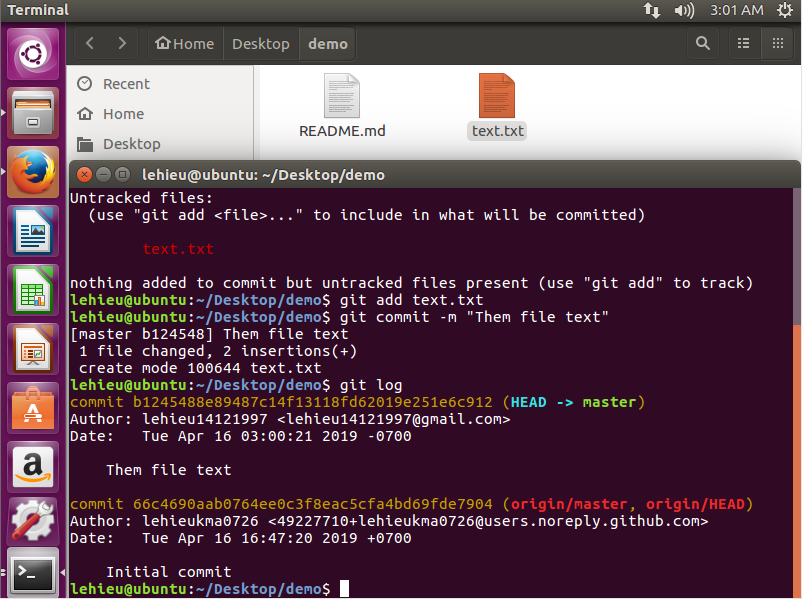 Terminal
3:01 AM
Home
Desktop
demo
Recent
Home
Desktop
README.md
text.txt
lehieu@ubuntu: ~/Desktop/demo
Untracked files:
  (use "git add <file>..." to include in what will be committed)
        text.txt
nothing added to commit but untracked files present (use "git add" to track)
lehieu@ubuntu:~/Desktop/demo$ git add text.txt
lehieu@ubuntu:~/Desktop/demo$ git commit -m "Them file text"
[master b124548] Them file text
 1 file changed, 2 insertions(+)
 create mode 100644 text.txt
lehieu@ubuntu:~/Desktop/demo$ git log
commit b1245488e89487c14f13118fd62019e251e6c912 (HEAD -> master)
Author: lehieu14121997 <lehieu14121997@gmail.com>
Date:   Tue Apr 16 03:00:21 2019 -0700
    Them file text
commit 66c4690aab0764ee0c3f8eac5cfa4bd69fde7904 (origin/master, origin/HEAD)
Author: lehieukma0726 <49227710+lehieukma0726@users.noreply.github.com>
Date:   Tue Apr 16 16:47:20 2019 +0700
    Initial commit
lehieu@ubuntu:~/Desktop/demo$